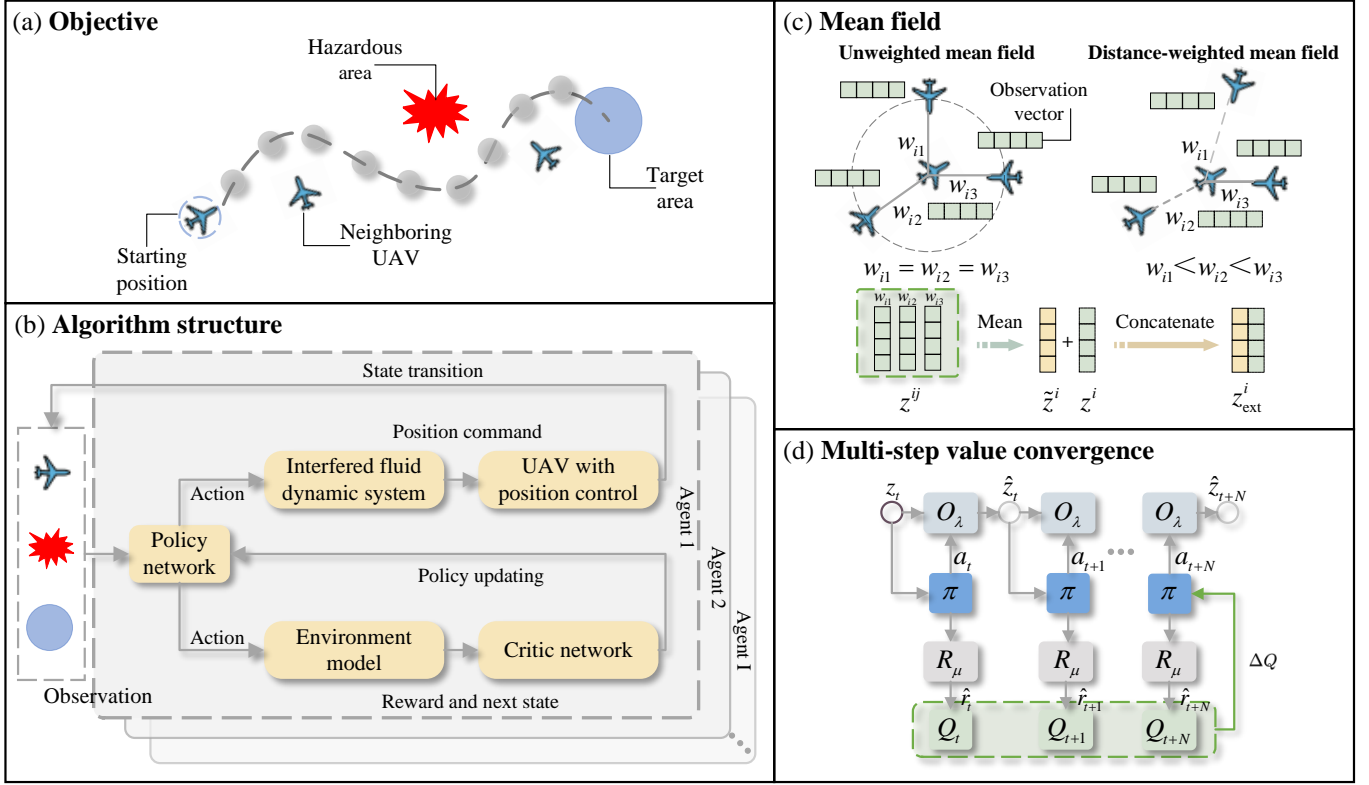 (a) Objective
Hazardous
area
Target
area
Neighboring
UAV
Starting
position
(b) Algorithm structure
State transition
Position command
Interfered fluid
dynamic system
UAV with
position control
Action
Policy
network
Policy updating
Action
Environment
model
Critic network
Reward and next state
Observation
Agent 1
Agent 2
Agent I
(c) Mean field
Unweighted mean field
Distance-weighted mean field
Observation
vector
w_{i1}
w_{i2}
w_{i3}
w_{i1}
w_{i2}
w_{i3}
w_{i1} = w_{i2} = w_{i3}
w_{i1} < w_{i2} < w_{i3}
w_{i1} w_{i2} w_{i3}
Mean
+
Concatenate
z^{ij}
z̃^{i} z^{i}
z^{i}_{ext}
(d) Multi-step value convergence
z_t ẑ_t ẑ_{t+N}
O_λ O_λ O_λ
a_t a_{t+1} a_{t+N}
π π π
R_μ R_μ R_μ
ΔQ
r̂_t r̂_{t+1} r̂_{t+N}
Q_t Q_{t+1} Q_{t+N}